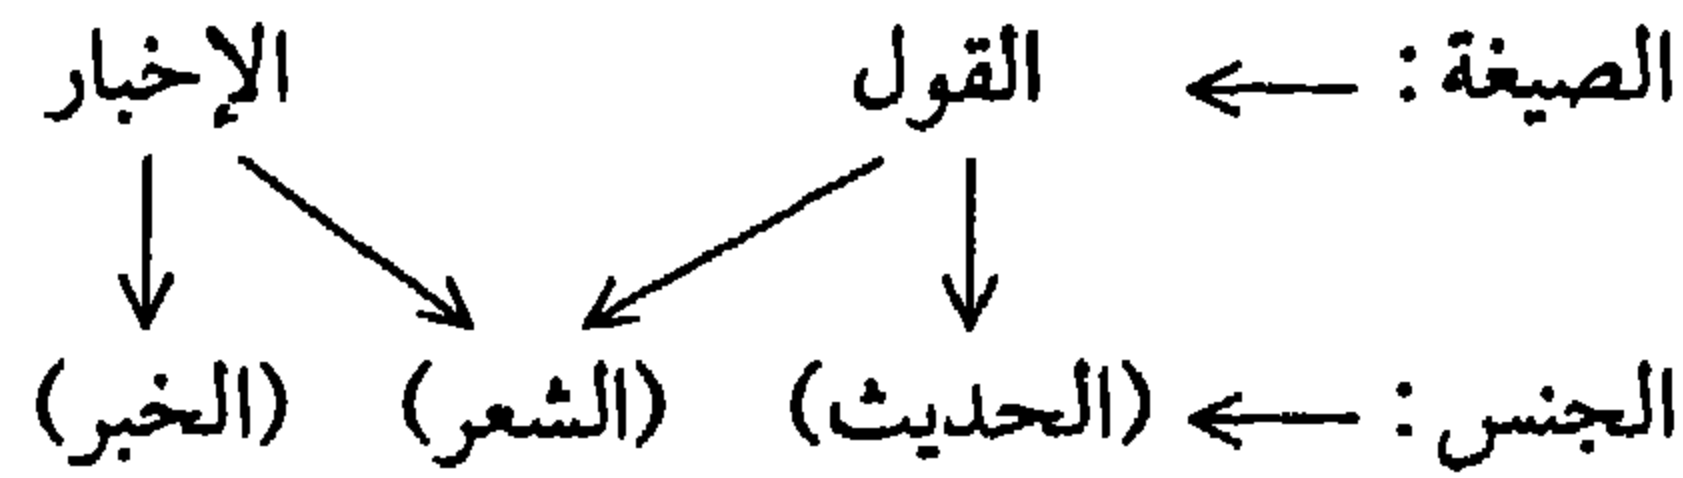 الصيغة : ← القول الإخبار
الجنس : ← (الحديث) (الشعر) (الخبر)